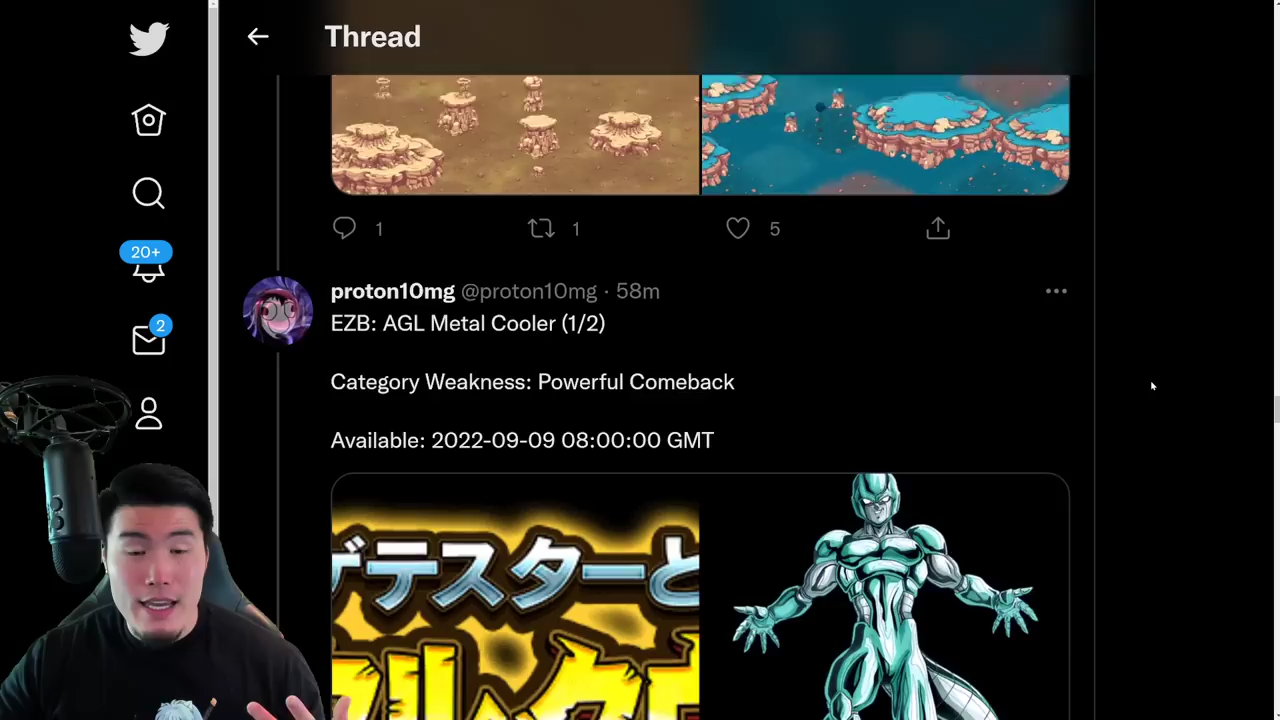 Thread
1
1
5
20+
2
proton10mg @proton10mg · 58m
EZB: AGL Metal Cooler (1/2)
Category Weakness: Powerful Comeback
Available: 2022-09-09 08:00:00 GMT
ゲテスターと